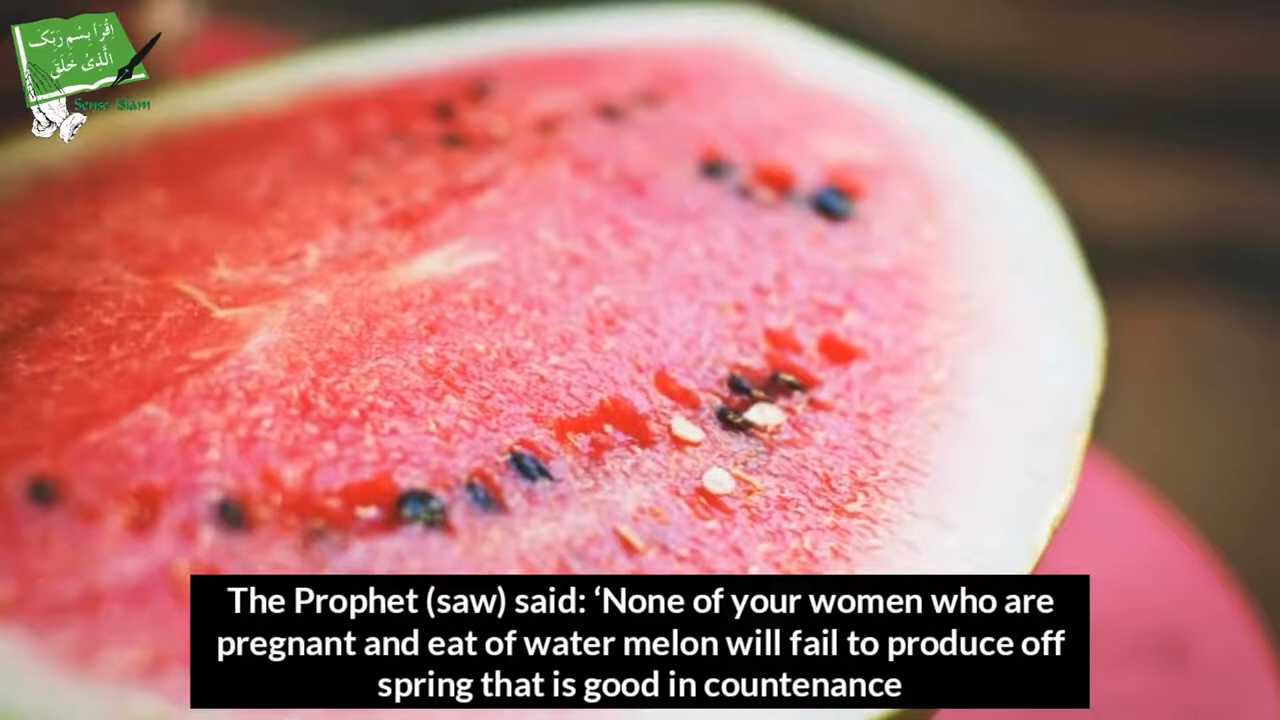 اِقْرَاْ بِسْمِ رَبِّكَ
الَّذِىْ خَلَقَ
Sense Islam
The Prophet (saw) said: ‘None of your women who are
pregnant and eat of water melon will fail to produce off
spring that is good in countenance